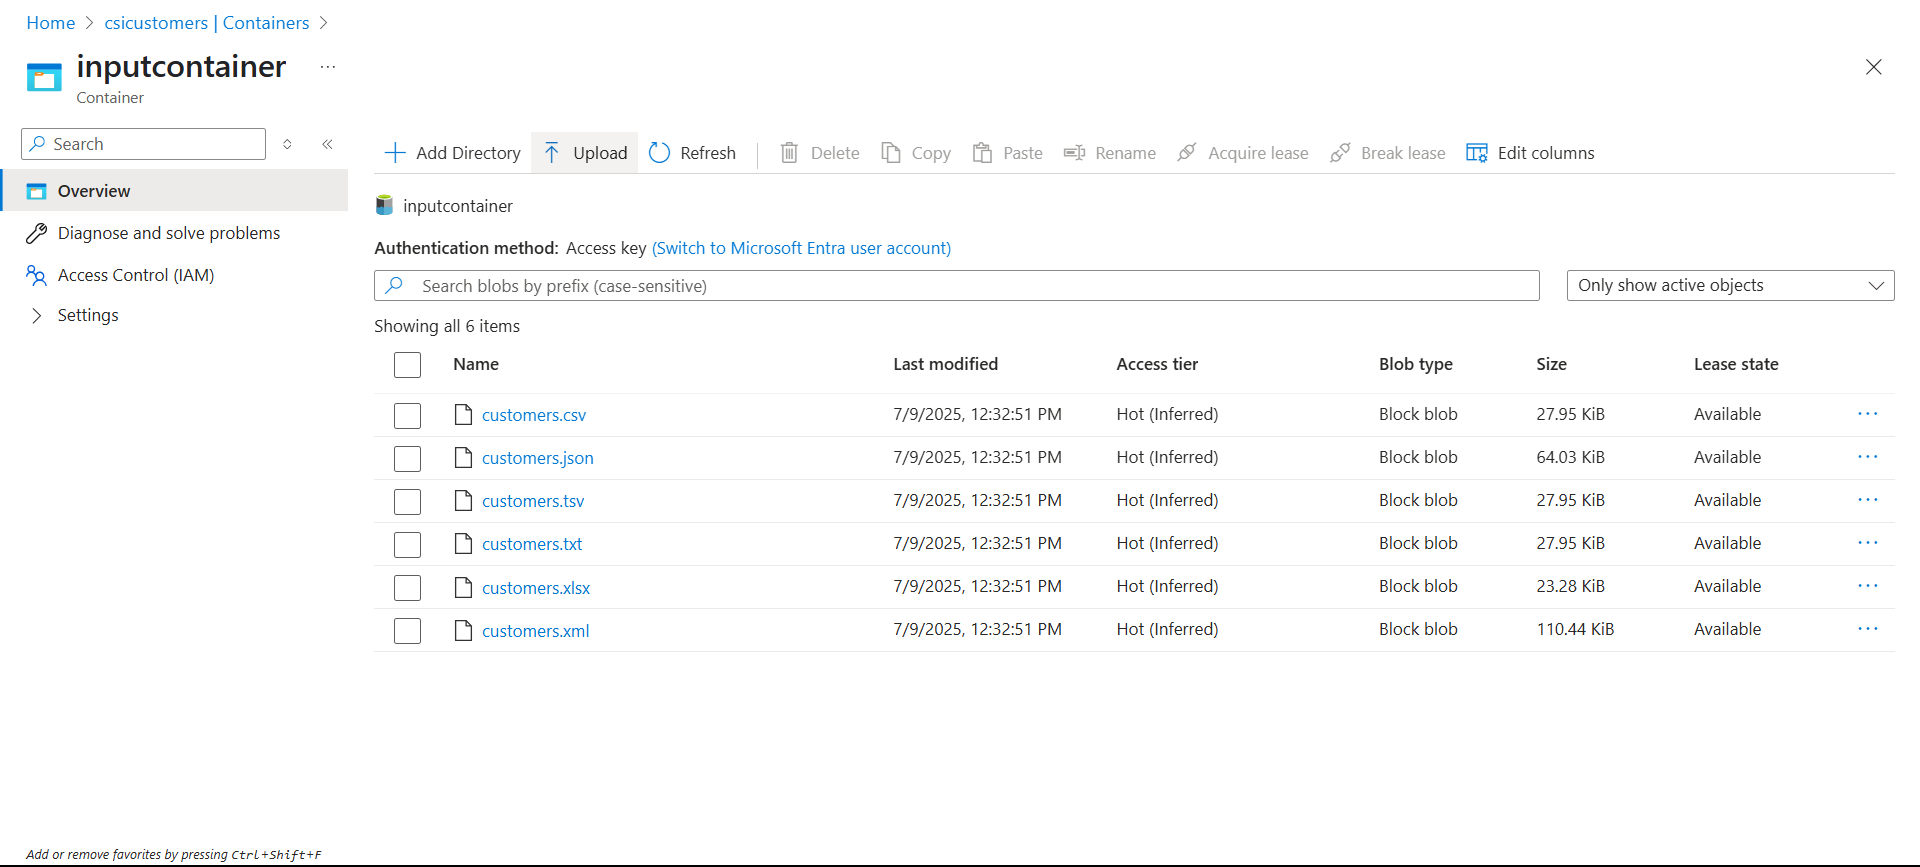 Home > csicustomers | Containers >
inputcontainer ...
Container
Search
Overview
Diagnose and solve problems
Access Control (IAM)
Settings
Add or remove favorites by pressing Ctrl+Shift+F
Add Directory Upload Refresh Delete Copy Paste Rename Acquire lease Break lease Edit columns
inputcontainer
Authentication method: Access key (Switch to Microsoft Entra user account)
Search blobs by prefix (case-sensitive) Only show active objects
Showing all 6 items
Name Last modified Access tier Blob type Size Lease state
customers.csv 7/9/2025, 12:32:51 PM Hot (Inferred) Block blob 27.95 KiB Available ...
customers.json 7/9/2025, 12:32:51 PM Hot (Inferred) Block blob 64.03 KiB Available ...
customers.tsv 7/9/2025, 12:32:51 PM Hot (Inferred) Block blob 27.95 KiB Available ...
customers.txt 7/9/2025, 12:32:51 PM Hot (Inferred) Block blob 27.95 KiB Available ...
customers.xlsx 7/9/2025, 12:32:51 PM Hot (Inferred) Block blob 23.28 KiB Available ...
customers.xml 7/9/2025, 12:32:51 PM Hot (Inferred) Block blob 110.44 KiB Available ...